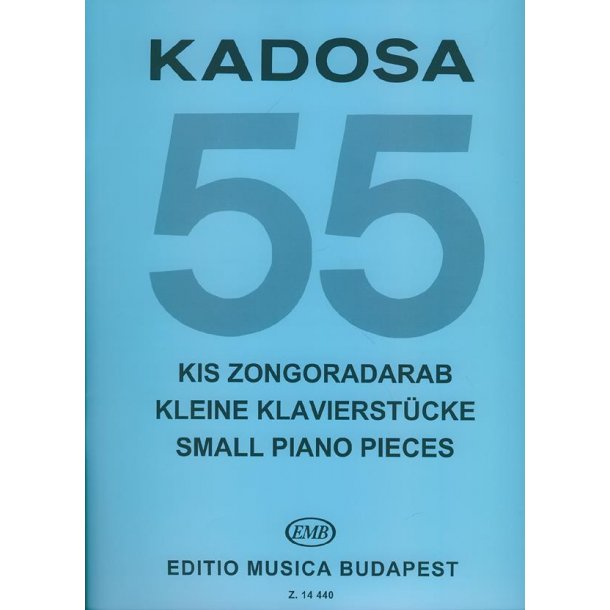 KADOSA
55
KIS ZONGORADARAB
KLEINE KLAVIERSTÜCKE
SMALL PIANO PIECES
EMB
EDITIO MUSICA BUDAPEST
Z. 14 440